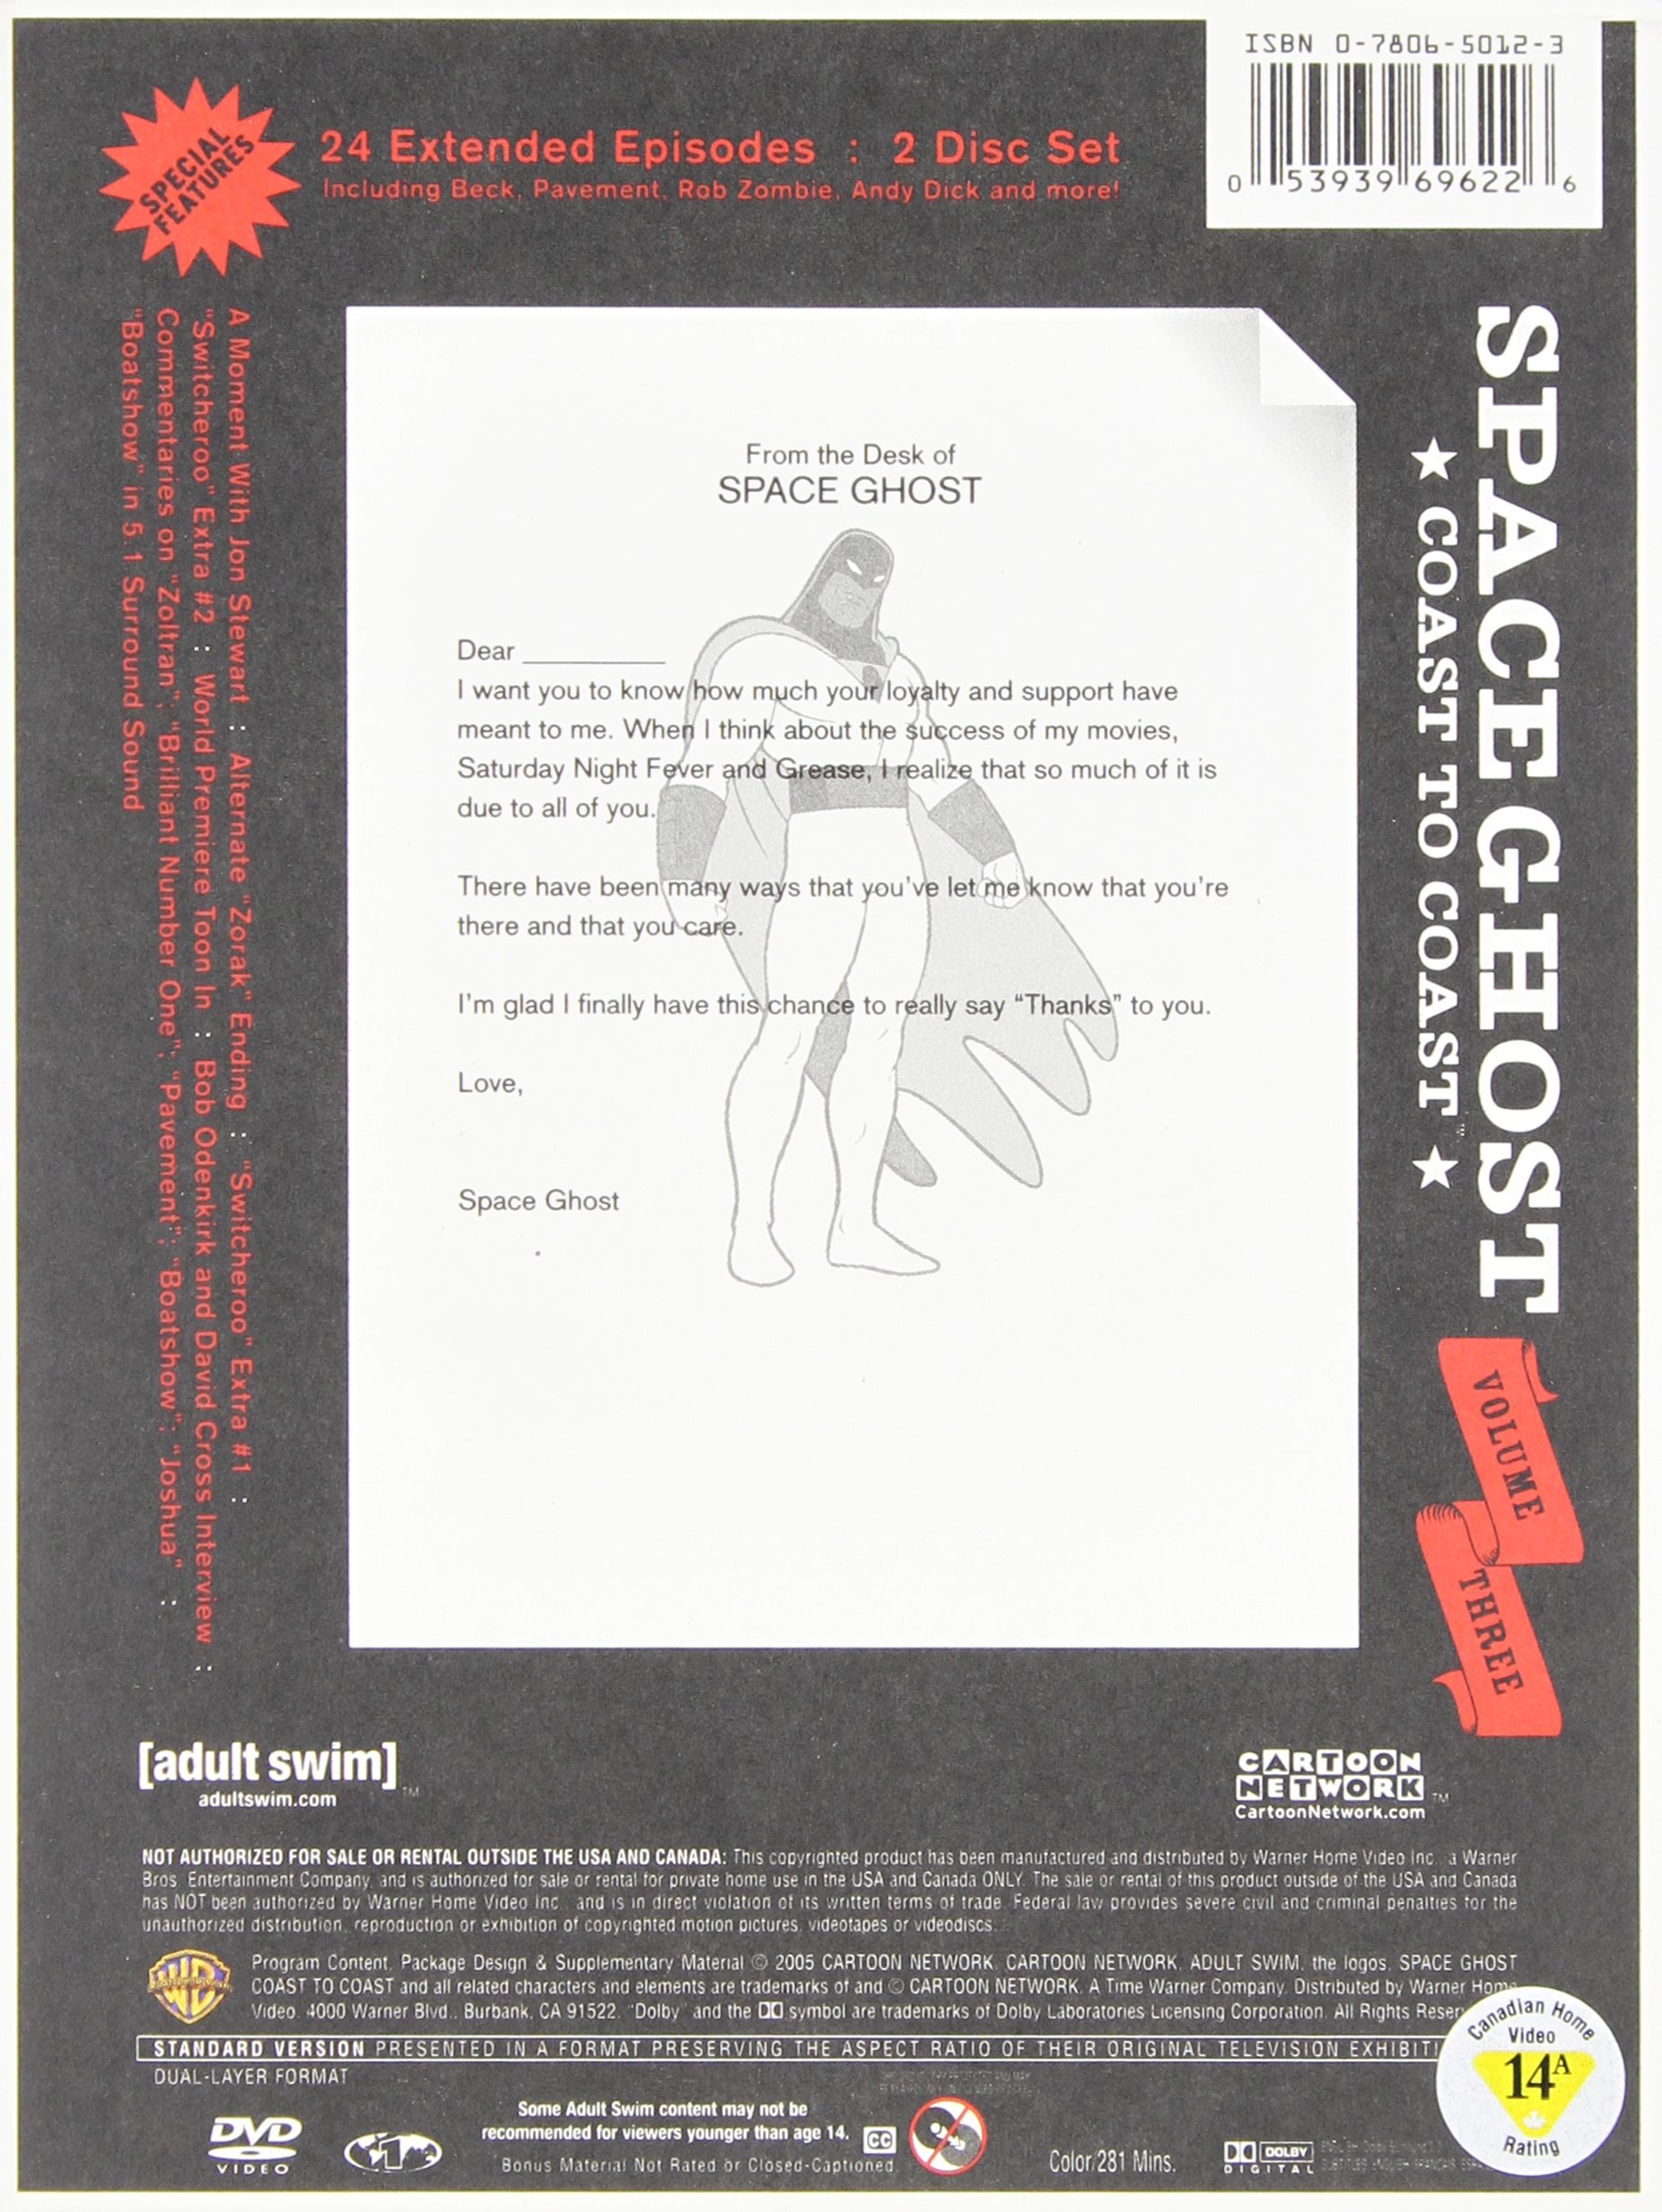 ISBN 0-7806-5012-3
0 53939 69622 6
SPECIAL
FEATURES
24 Extended Episodes : 2 Disc Set
Including Beck, Pavement, Rob Zombie, Andy Dick and more!
A Moment With Jon Stewart : Alternate "Zorak" Ending : "Switcheroo" Extra #1 :
"Switcheroo" Extra #2 : World Premiere Toon In : Bob Odenkirk and David Cross Interview :
Commentaries on "Zoltran"; "Brilliant Number One"; "Pavement"; "Boatshow"; "Joshua" :
"Boatshow" in 5.1 Surround Sound
From the Desk of
SPACE GHOST
Dear __________
I want you to know how much your loyalty and support have
meant to me. When I think about the success of my movies,
Saturday Night Fever and Grease, I realize that so much of it is
due to all of you.
There have been many ways that you've let me know that you're
there and that you care.
I'm glad I finally have this chance to really say “Thanks” to you.
Love,
Space Ghost
SPACE GHOST
★ COAST TO COAST ★
™
VOLUME
THREE
[adult swim]™
adultswim.com
CARTOON
NETWORK™
CartoonNetwork.com
NOT AUTHORIZED FOR SALE OR RENTAL OUTSIDE THE USA AND CANADA: This copyrighted product has been manufactured and distributed by Warner Home Video Inc., a Warner
Bros. Entertainment Company, and is authorized for sale or rental for private home use in the USA and Canada ONLY. The sale or rental of this product outside of the USA and Canada
has NOT been authorized by Warner Home Video Inc., and is in direct violation of its written terms of trade. Federal law provides severe civil and criminal penalties for the
unauthorized distribution, reproduction or exhibition of copyrighted motion pictures, videotapes or videodiscs.
WB
Program Content, Package Design & Supplementary Material © 2005 CARTOON NETWORK. CARTOON NETWORK, ADULT SWIM, the logos, SPACE GHOST
COAST TO COAST and all related characters and elements are trademarks of and © CARTOON NETWORK. A Time Warner Company. Distributed by Warner Home
Video, 4000 Warner Blvd., Burbank, CA 91522. "Dolby" and the DD symbol are trademarks of Dolby Laboratories Licensing Corporation. All Rights Reser
STANDARD VERSION PRESENTED IN A FORMAT PRESERVING THE ASPECT RATIO OF THEIR ORIGINAL TELEVISION EXHIBITI
DUAL-LAYER FORMAT
DVD
VIDEO
1
Some Adult Swim content may not be
recommended for viewers younger than age 14.
Bonus Material Not Rated or Closed-Captioned.
CC
Color/281 Mins.
DOLBY
DIGITAL
Canadian Home
Video
14A
Rating